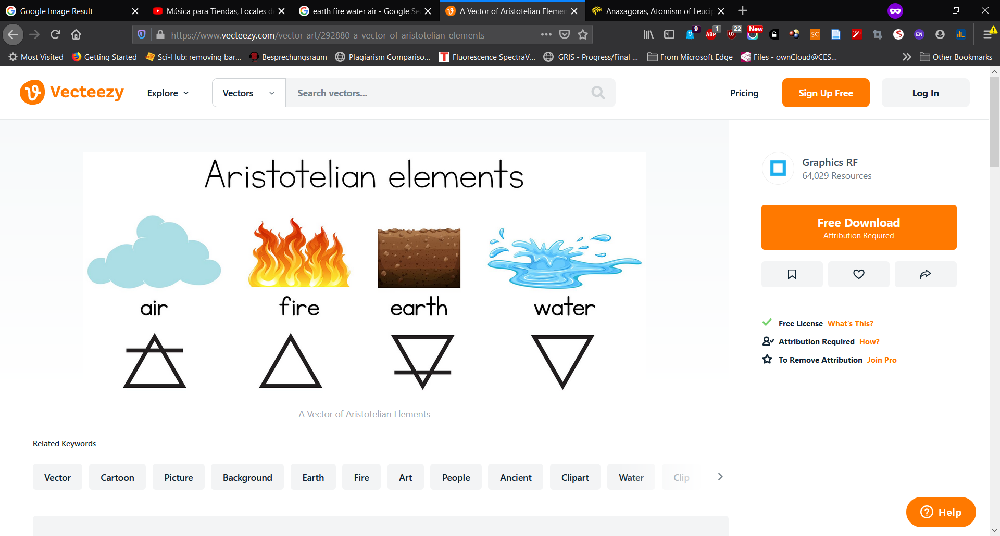 Google Image Result
Música para Tiendas, Locales d
earth fire water air - Google Se
A Vector of Aristotelian Elemen
Anaxagoras, Atomism of Leucip
https://www.vecteezy.com/vector-art/292880-a-vector-of-aristotelian-elements
9
ABP
1
22
New
SC
S
EN
Most Visited
Getting Started
Sci-Hub: removing bar...
Besprechungsraum
Plagiarism Compariso...
Fluorescence SpectraV...
GRIS - Progress/Final ...
From Microsoft Edge
Files - ownCloud@CES...
Other Bookmarks
Vecteezy
Explore
Vectors
Search vectors...
Pricing
Sign Up Free
Log In
Aristotelian elements
air
fire
earth
water
A Vector of Aristotelian Elements
Graphics RF
64,029 Resources
Free Download
Attribution Required
Free License What's This?
Attribution Required How?
To Remove Attribution Join Pro
Related Keywords
Vector
Cartoon
Picture
Background
Earth
Fire
Art
People
Ancient
Clipart
Water
Clip
Help